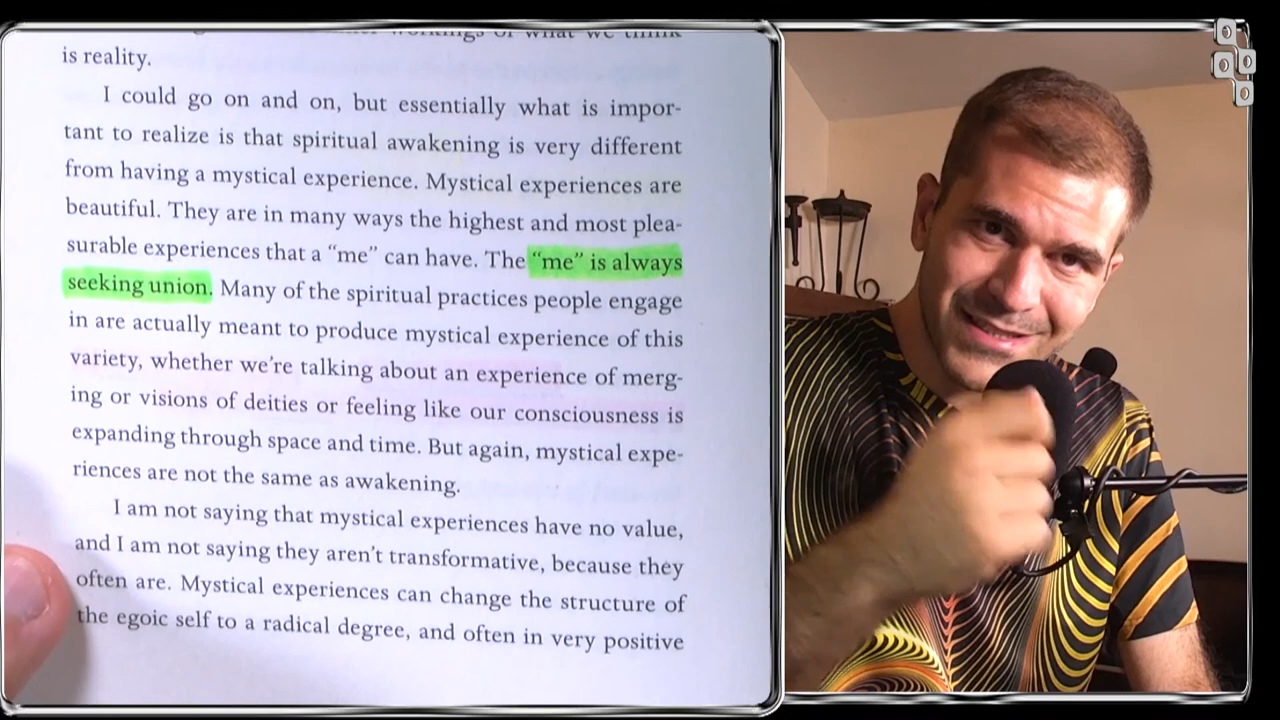 workings of what we think
is reality.
I could go on and on, but essentially what is impor-
tant to realize is that spiritual awakening is very different
from having a mystical experience. Mystical experiences are
beautiful. They are in many ways the highest and most plea-
surable experiences that a “me” can have. The “me” is always
seeking union. Many of the spiritual practices people engage
in are actually meant to produce mystical experience of this
variety, whether we’re talking about an experience of merg-
ing or visions of deities or feeling like our consciousness is
expanding through space and time. But again, mystical expe-
riences are not the same as awakening.
I am not saying that mystical experiences have no value,
and I am not saying they aren’t transformative, because they
often are. Mystical experiences can change the structure of
the egoic self to a radical degree, and often in very positive